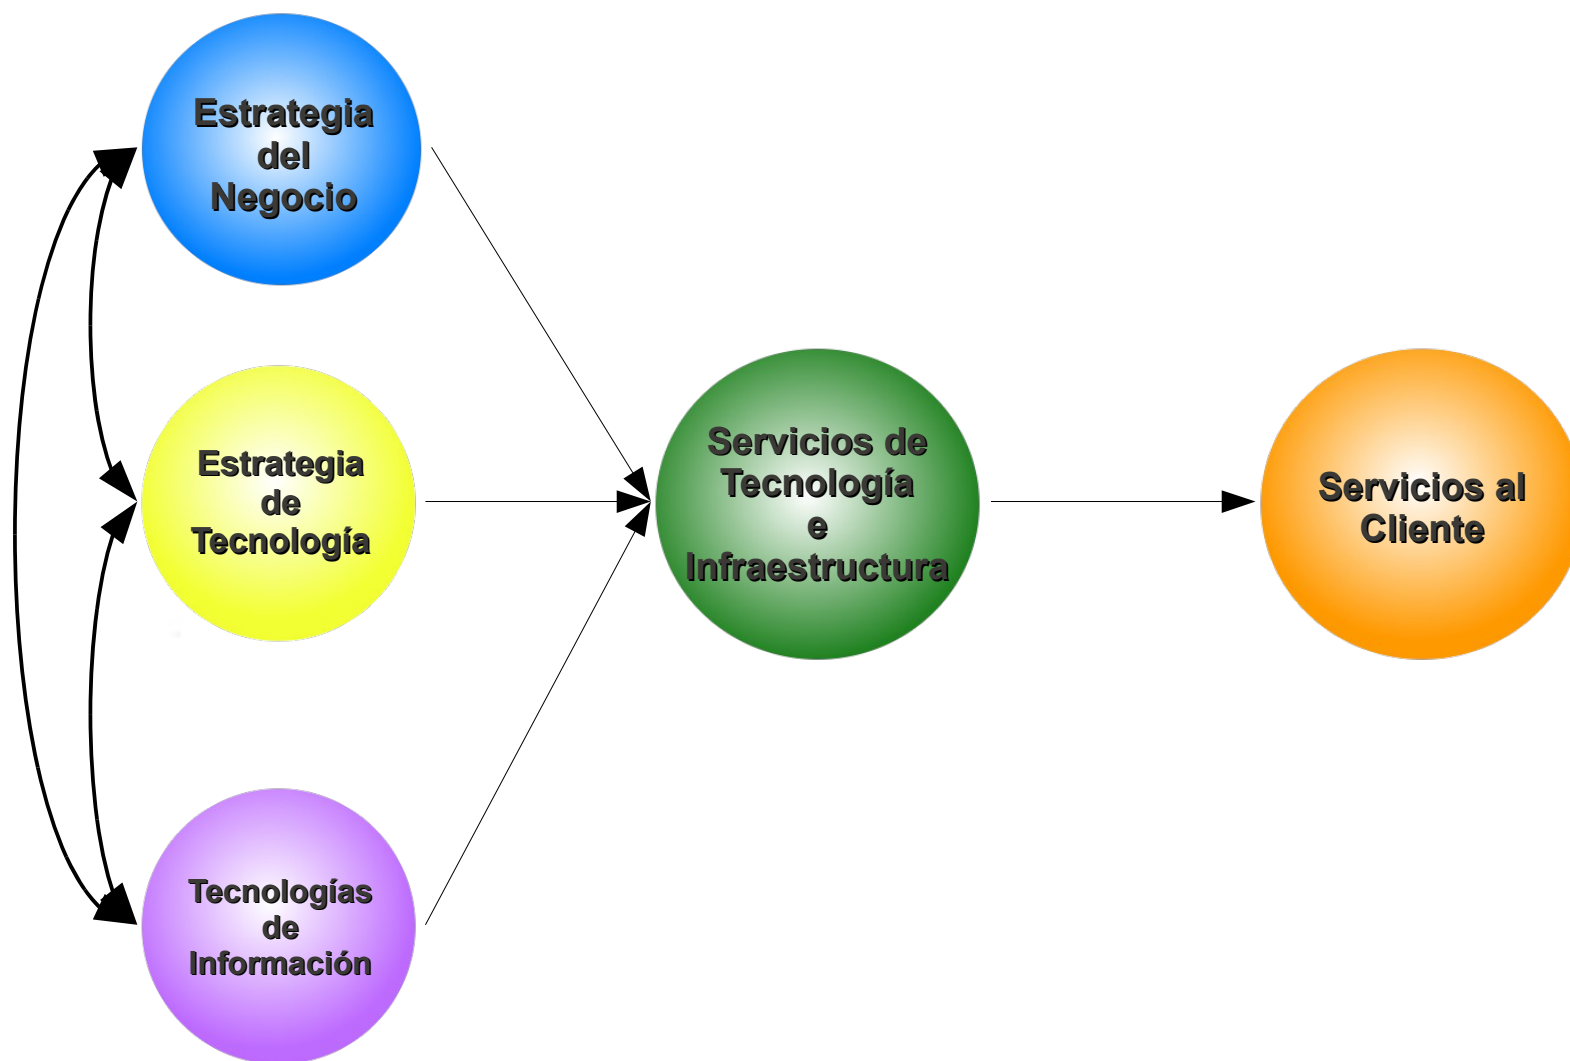 Estrategia
del
Negocio
Estrategia
de
Tecnología
Servicios de
Tecnología
e
Infraestructura
Servicios al
Cliente
Tecnologías
de
Información